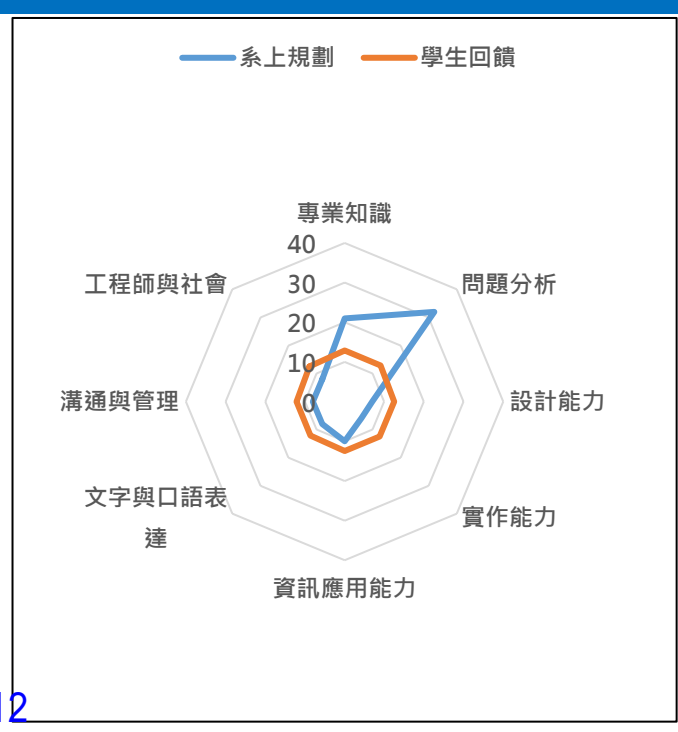 系上規劃 學生回饋
專業知識
40
工程師與社會 30 問題分析
20
10
溝通與管理 0 設計能力
文字與口語表
達
實作能力
資訊應用能力
12